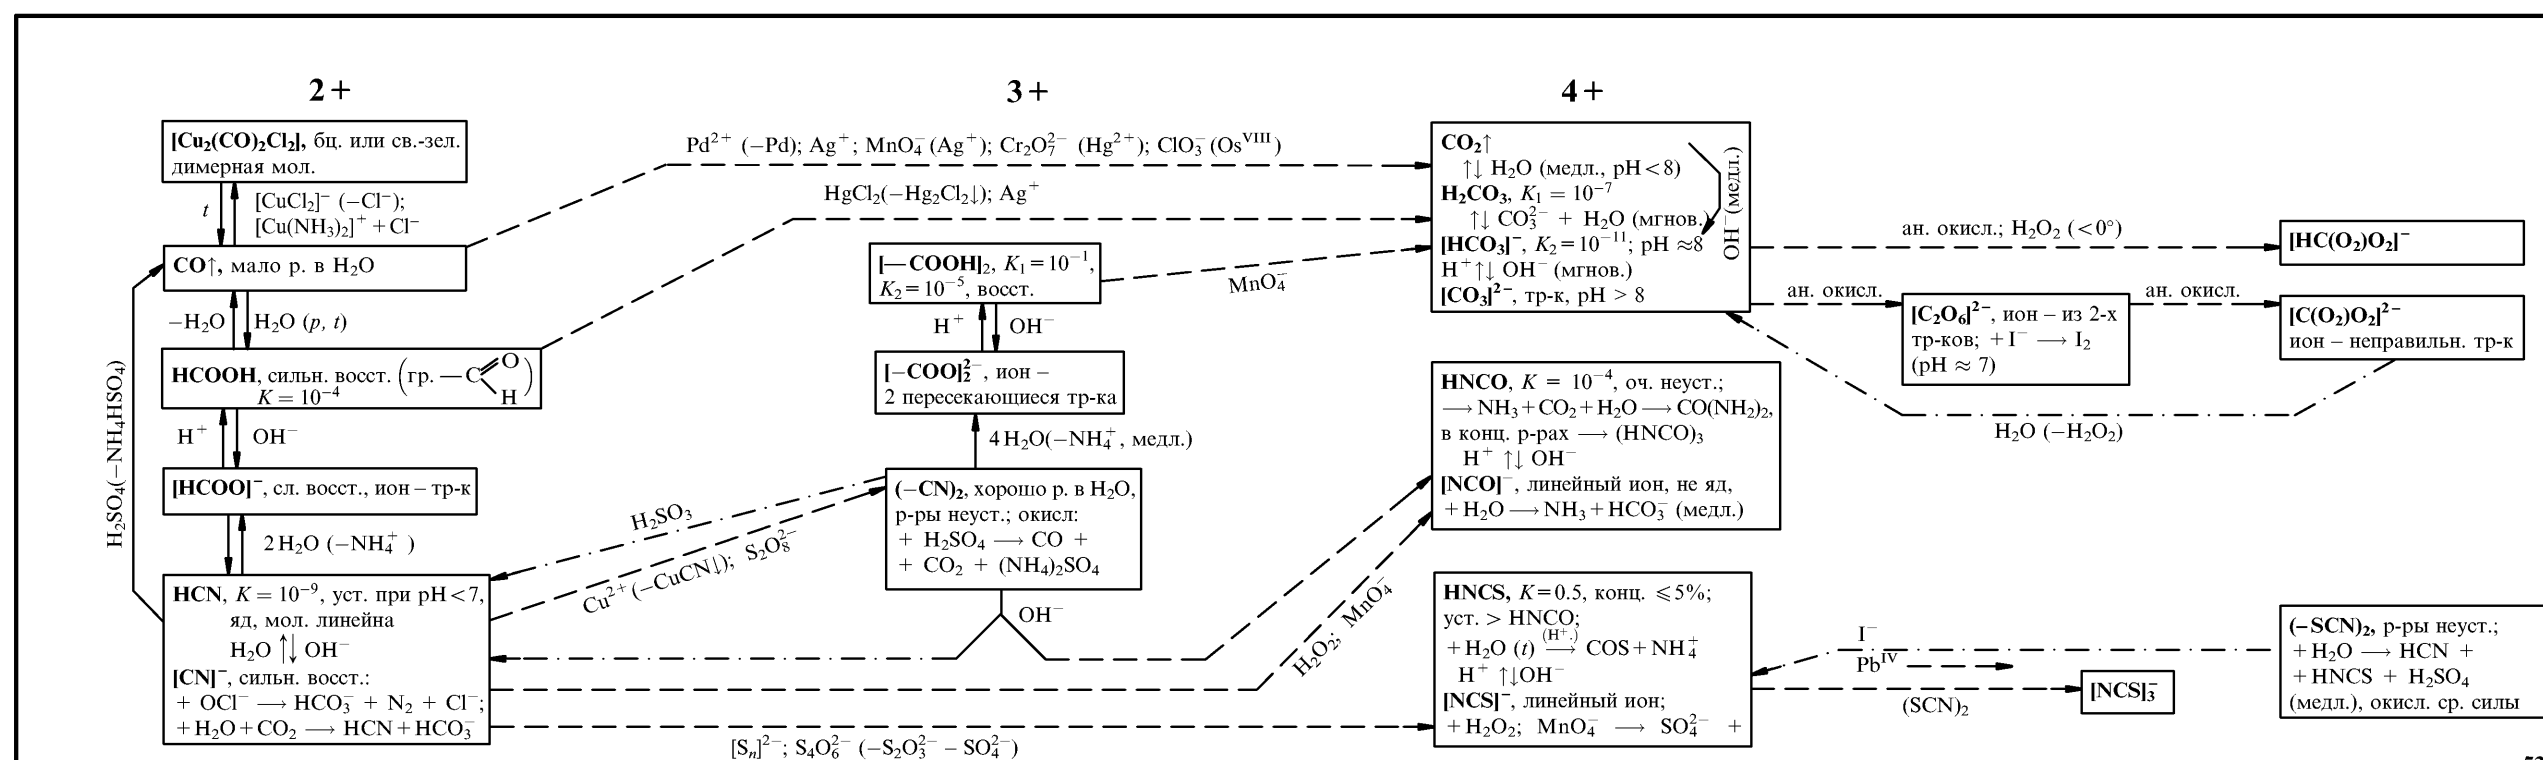 2+
3+
4+
[Cu₂(CO)₂Cl₂], бц. или св.-зел.
димерная мол.
t
[CuCl₂]⁻ (−Cl⁻);
[Cu(NH₃)₂]⁺ + Cl⁻
CO↑, мало р. в H₂O
−H₂O
H₂O (p, t)
HCOOH, сильн. восст. (гр. —C
O
H
)
K = 10⁻⁴
H⁺
OH⁻
[HCOO]⁻, сл. восст., ион – тр-к
2H₂O (−NH₄⁺)
HCN, K = 10⁻⁹, уст. при pH<7,
яд, мол. линейна
H₂O ↑↓ OH⁻
[CN]⁻, сильн. восст.:
+ OCl⁻ ⟶ HCO₃⁻ + N₂ + Cl⁻;
+H₂O+CO₂ ⟶ HCN+HCO₃⁻
H₂SO₄(−NH₄HSO₄)
Pd²⁺ (−Pd); Ag⁺; MnO₄⁻ (Ag⁺); Cr₂O₇²⁻ (Hg²⁺); ClO₃⁻ (Os^VIII)
HgCl₂(−Hg₂Cl₂↓); Ag⁺
[—COOH]₂, K₁ = 10⁻¹,
K₂ = 10⁻⁵, восст.
MnO₄⁻
H⁺
OH⁻
[−COO]₂²⁻, ион –
2 пересекающиеся тр-ка
4H₂O(−NH₄⁺, медл.)
(−CN)₂, хорошо р. в H₂O,
р-ры неуст.; окисл:
+ H₂SO₄ ⟶ CO +
+ CO₂ + (NH₄)₂SO₄
OH⁻
H₂SO₃
Cu²⁺(−CuCN↓); S₂O₈²⁻
H₂O₂; MnO₄⁻
[Sₙ]²⁻; S₄O₆²⁻ (−S₂O₃²⁻ − SO₄²⁻)
CO₂↑
↑↓ H₂O (медл., pH<8)
H₂CO₃, K₁ = 10⁻⁷
↑↓ CO₃²⁻ + H₂O (мгнов.)
[HCO₃]⁻, K₂ = 10⁻¹¹; pH ≈8
H⁺↑↓ OH⁻ (мгнов.)
[CO₃]²⁻, тр-к, pH > 8
OH⁻ (медл.)
HNCO, K = 10⁻⁴, оч. неуст.;
⟶ NH₃ + CO₂ + H₂O ⟶ CO(NH₂)₂,
в конц. р-рах ⟶ (HNCO)₃
H⁺ ↑↓ OH⁻
[NCO]⁻, линейный ион, не яд,
+ H₂O ⟶ NH₃ + HCO₃⁻ (медл.)
HNCS, K=0.5, конц. ⩽5%;
уст. > HNCO;
+H₂O (t) ⟶ COS + NH₄⁺
(H⁺.)
H⁺ ↑↓OH⁻
[NCS]⁻, линейный ион;
+H₂O₂; MnO₄⁻ ⟶ SO₄²⁻ +
ан. окисл.; H₂O₂ (<0°)
[HC(O₂)O₂]⁻
ан. окисл.
[C₂O₆]²⁻, ион – из 2-х
тр-ков; + I⁻ ⟶ I₂
(pH ≈ 7)
ан. окисл.
[C(O₂)O₂]²⁻
ион – неправильн. тр-к
H₂O (−H₂O₂)
I⁻
Pb^IV
(SCN)₂
[NCS]₃⁻
(−SCN)₂, р-ры неуст.;
+H₂O ⟶ HCN +
+HNCS + H₂SO₄
(медл.), окисл. ср. силы